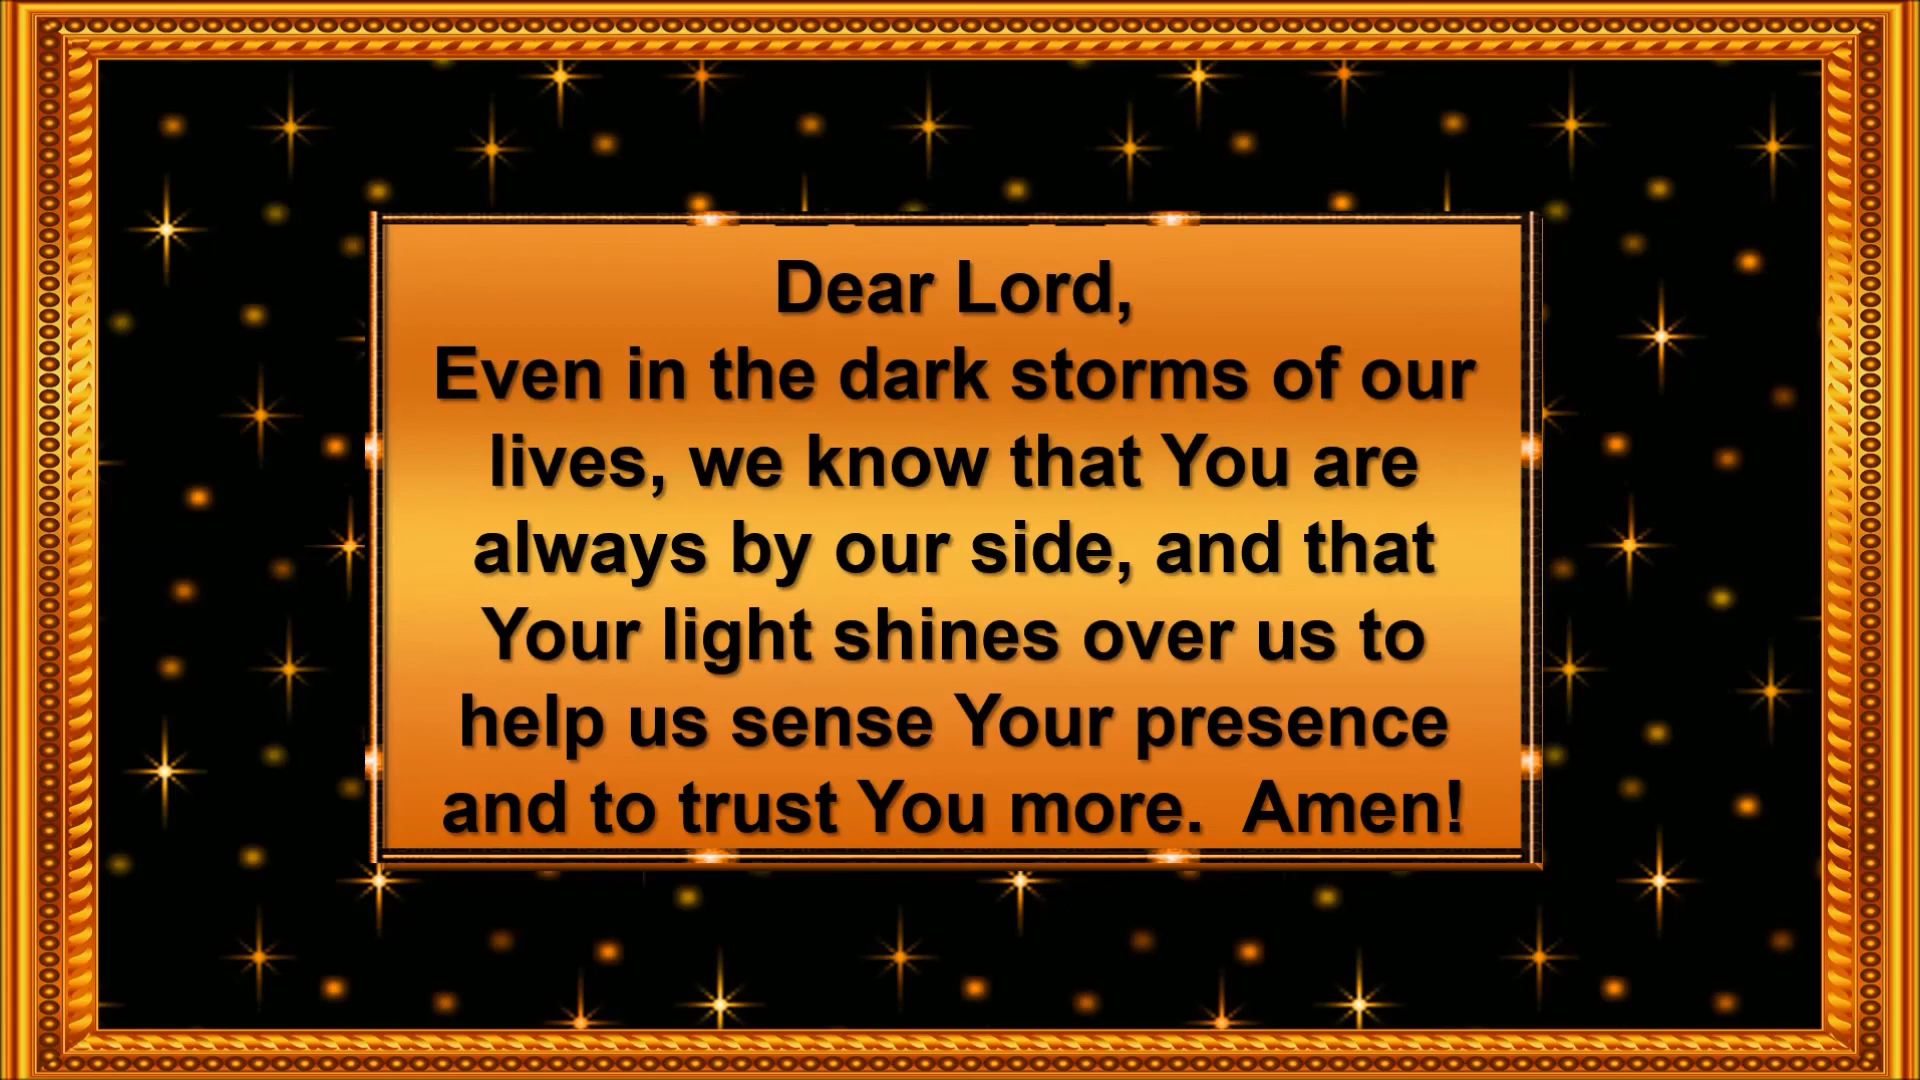 Dear Lord,
Even in the dark storms of our
lives, we know that You are
always by our side, and that
Your light shines over us to
help us sense Your presence
and to trust You more.  Amen!